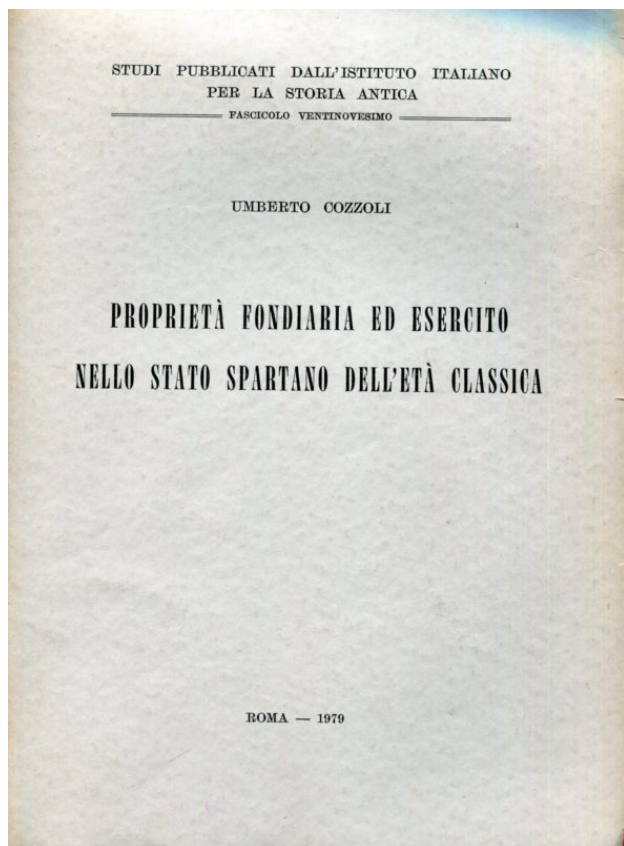 STUDI PUBBLICATI DALL'ISTITUTO ITALIANO
PER LA STORIA ANTICA
FASCICOLO VENTINOVESIMO
UMBERTO COZZOLI
PROPRIETÀ FONDIARIA ED ESERCITO
NELLO STATO SPARTANO DELL'ETÀ CLASSICA
ROMA — 1979